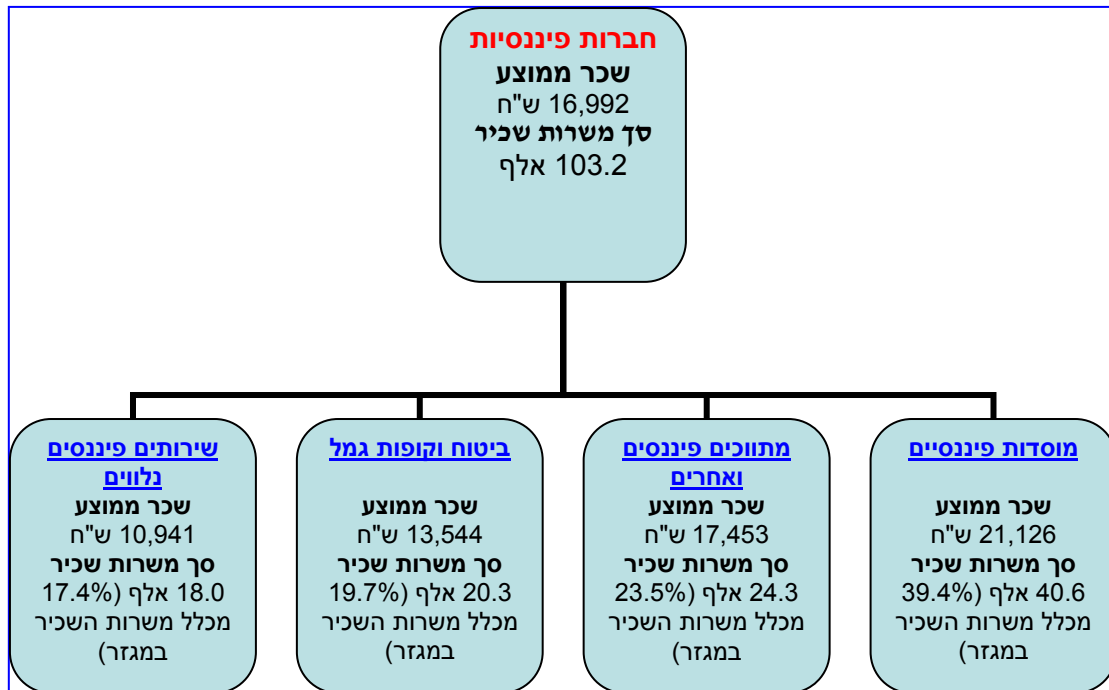 חברות פיננסיות
שכר ממוצע
16,992 ש"ח
סך משרות שכיר
103.2 אלף
מוסדות פיננסיים
שכר ממוצע
21,126 ש"ח
סך משרות שכיר
40.6 אלף (39.4%
מכלל משרות השכיר
במגזר)
מתווכים פיננסים
ואחרים
שכר ממוצע
17,453 ש"ח
סך משרות שכיר
24.3 אלף (23.5%
מכלל משרות השכיר
במגזר)
ביטוח וקופות גמל
שכר ממוצע
13,544 ש"ח
סך משרות שכיר
20.3 אלף (19.7%
מכלל משרות השכיר
במגזר)
שירותים פיננסים
נלווים
שכר ממוצע
10,941 ש"ח
סך משרות שכיר
18.0 אלף (17.4%
מכלל משרות השכיר
במגזר)